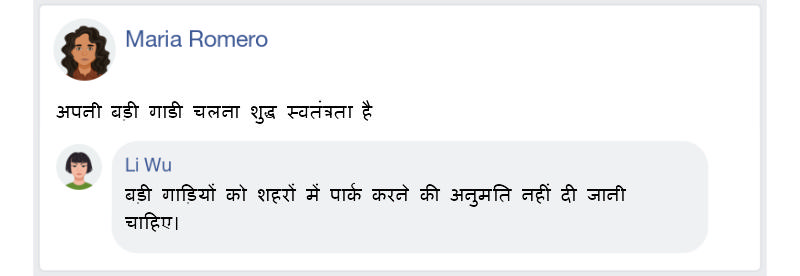 Maria Romero
अपनी बड़ी गाडी चलना शुद्ध स्वतंत्रता है
Li Wu
बड़ी गाड़ियों को शहरों में पार्क करने की अनुमति नहीं दी जानी
चाहिए।